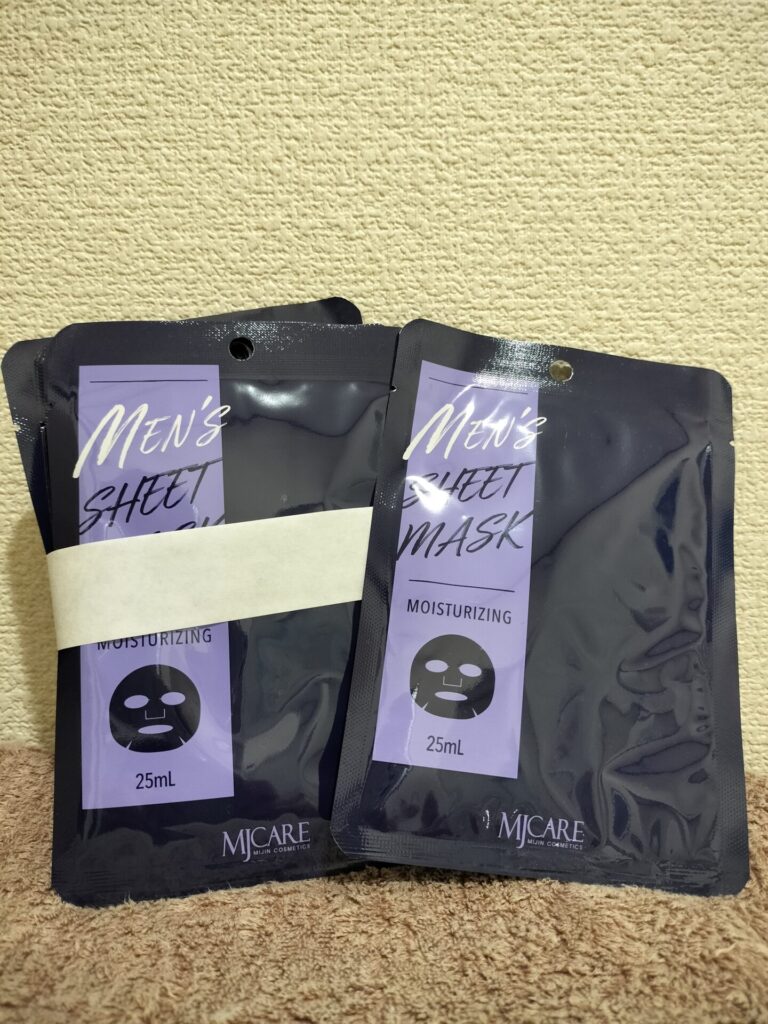 MEN'S
SHEET
MOISTURIZING
25mL
MJCARE
MIJIN COSMETICS
MEN'S
SHEET
MASK
MOISTURIZING
25mL
MJCARE
MIJIN COSMETICS